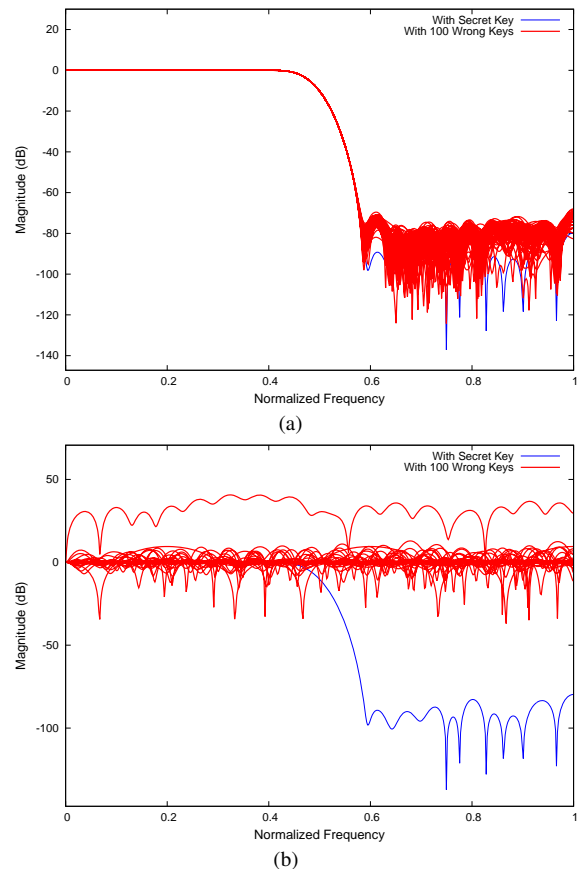 With Secret Key
With 100 Wrong Keys
20
0
-20
-40
-60
-80
-100
-120
-140
Magnitude (dB)
0 0.2 0.4 0.6 0.8 1
Normalized Frequency
(a)
With Secret Key
With 100 Wrong Keys
50
0
-50
-100
Magnitude (dB)
0 0.2 0.4 0.6 0.8 1
Normalized Frequency
(b)